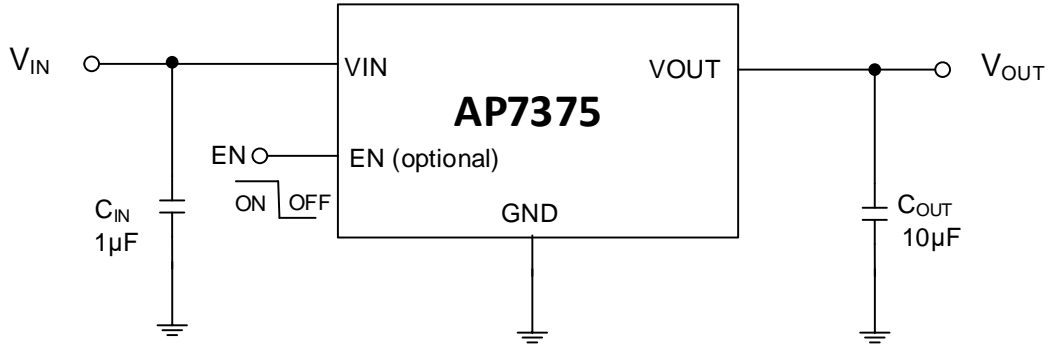 V_IN
VIN
VOUT
V_OUT
AP7375
EN
EN (optional)
ON
OFF
GND
C_IN
1µF
C_OUT
10µF